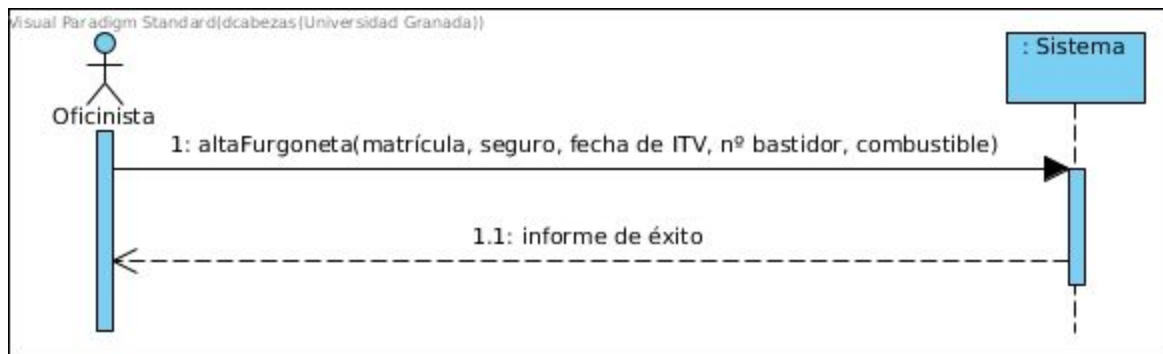 Visual Paradigm Standard(dcabezas(Universidad Granada))
: Sistema
Oficinista
1: altaFurgoneta(matrícula, seguro, fecha de ITV, nº bastidor, combustible)
1.1: informe de éxito